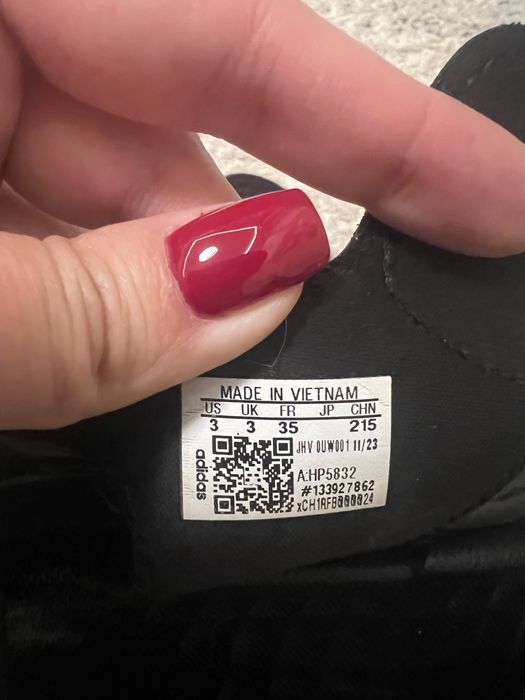 MADE IN VIETNAM
US UK FR JP CHN
3 3 35 215
JHV 0UW001 11/23
adidas
A:HP5832
#133927862